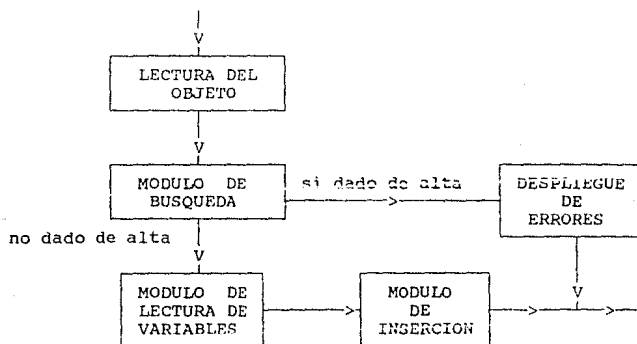 LECTURA DEL
OBJETO
MODULO DE
BUSQUEDA
si dado de alta
DESPLIEGUE
DE
ERRORES
no dado de alta
MODULO DE
LECTURA DE
VARIABLES
MODULO
DE
INSERCION